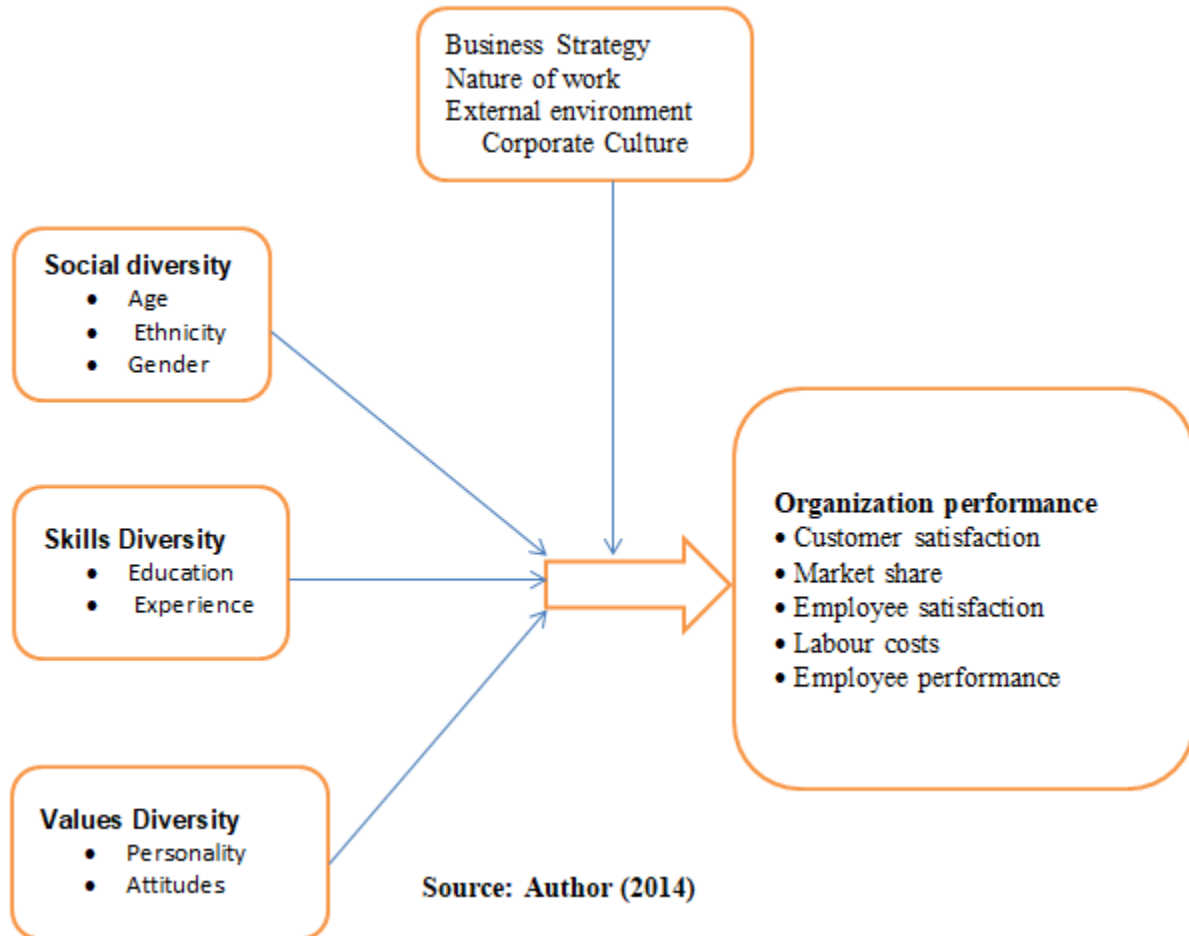 Business Strategy
Nature of work
External environment
Corporate Culture
Social diversity
• Age
• Ethnicity
• Gender
Skills Diversity
• Education
• Experience
Values Diversity
• Personality
• Attitudes
Organization performance
• Customer satisfaction
• Market share
• Employee satisfaction
• Labour costs
• Employee performance
Source: Author (2014)